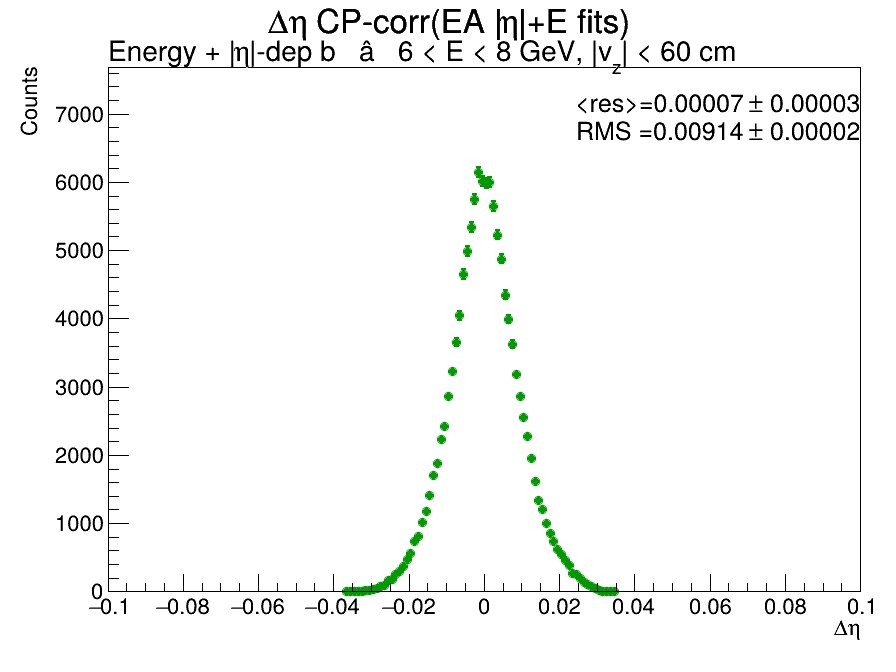 Δη CP-corr(EA |η|+E fits)
Energy + |η|-dep b â 6 < E < 8 GeV, |v_z| < 60 cm
<res>=0.00007 ± 0.00003
RMS =0.00914 ± 0.00002
Counts
7000
6000
5000
4000
3000
2000
1000
0
−0.1 −0.08 −0.06 −0.04 −0.02 0 0.02 0.04 0.06 0.08 0.1
Δη